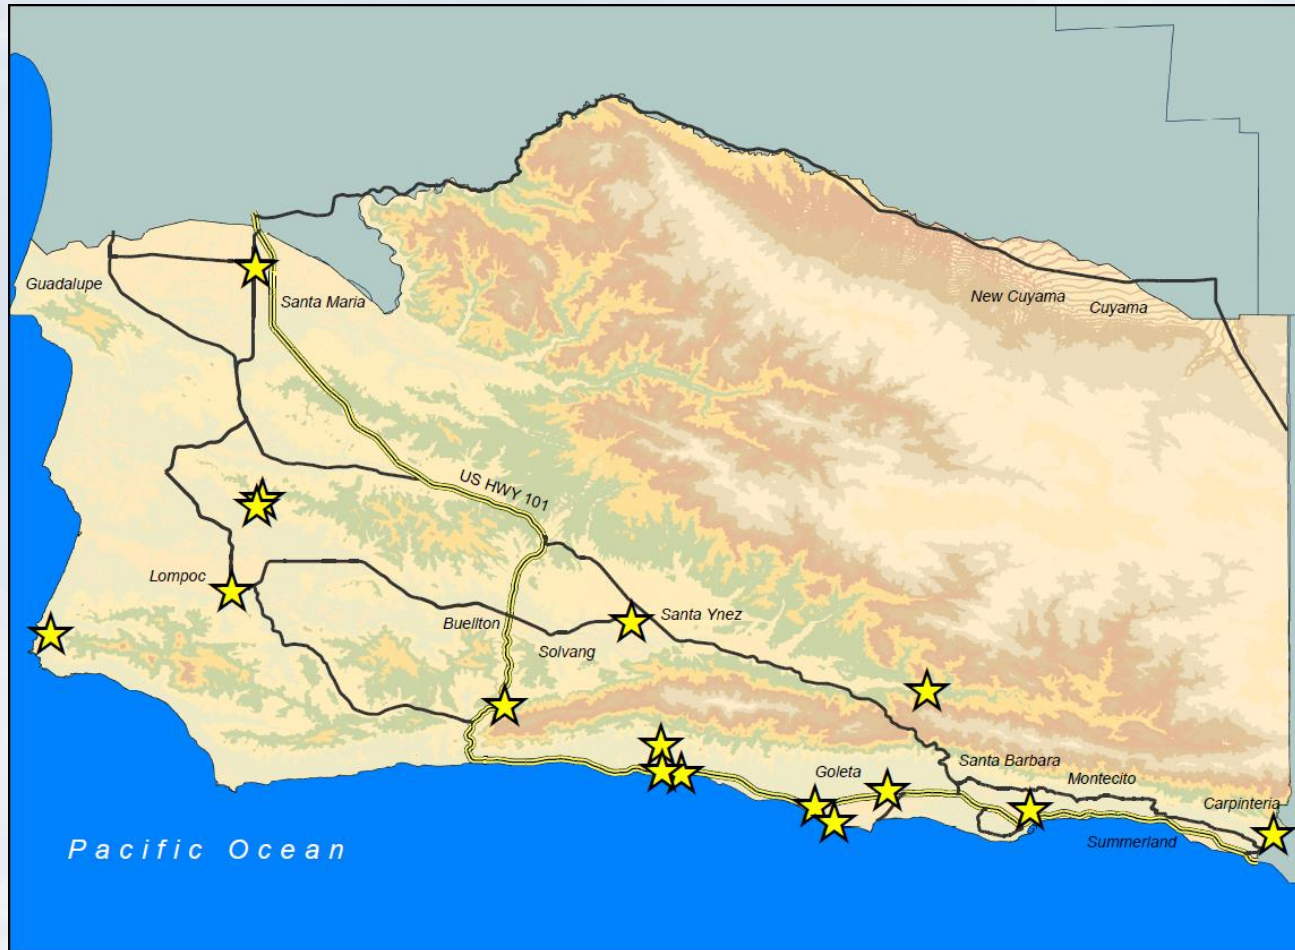 Guadalupe
Santa Maria
New Cuyama
Cuyama
US HWY 101
Lompoc
Buellton
Solvang
Santa Ynez
Goleta
Santa Barbara
Montecito
Carpinteria
Summerland
Pacific Ocean